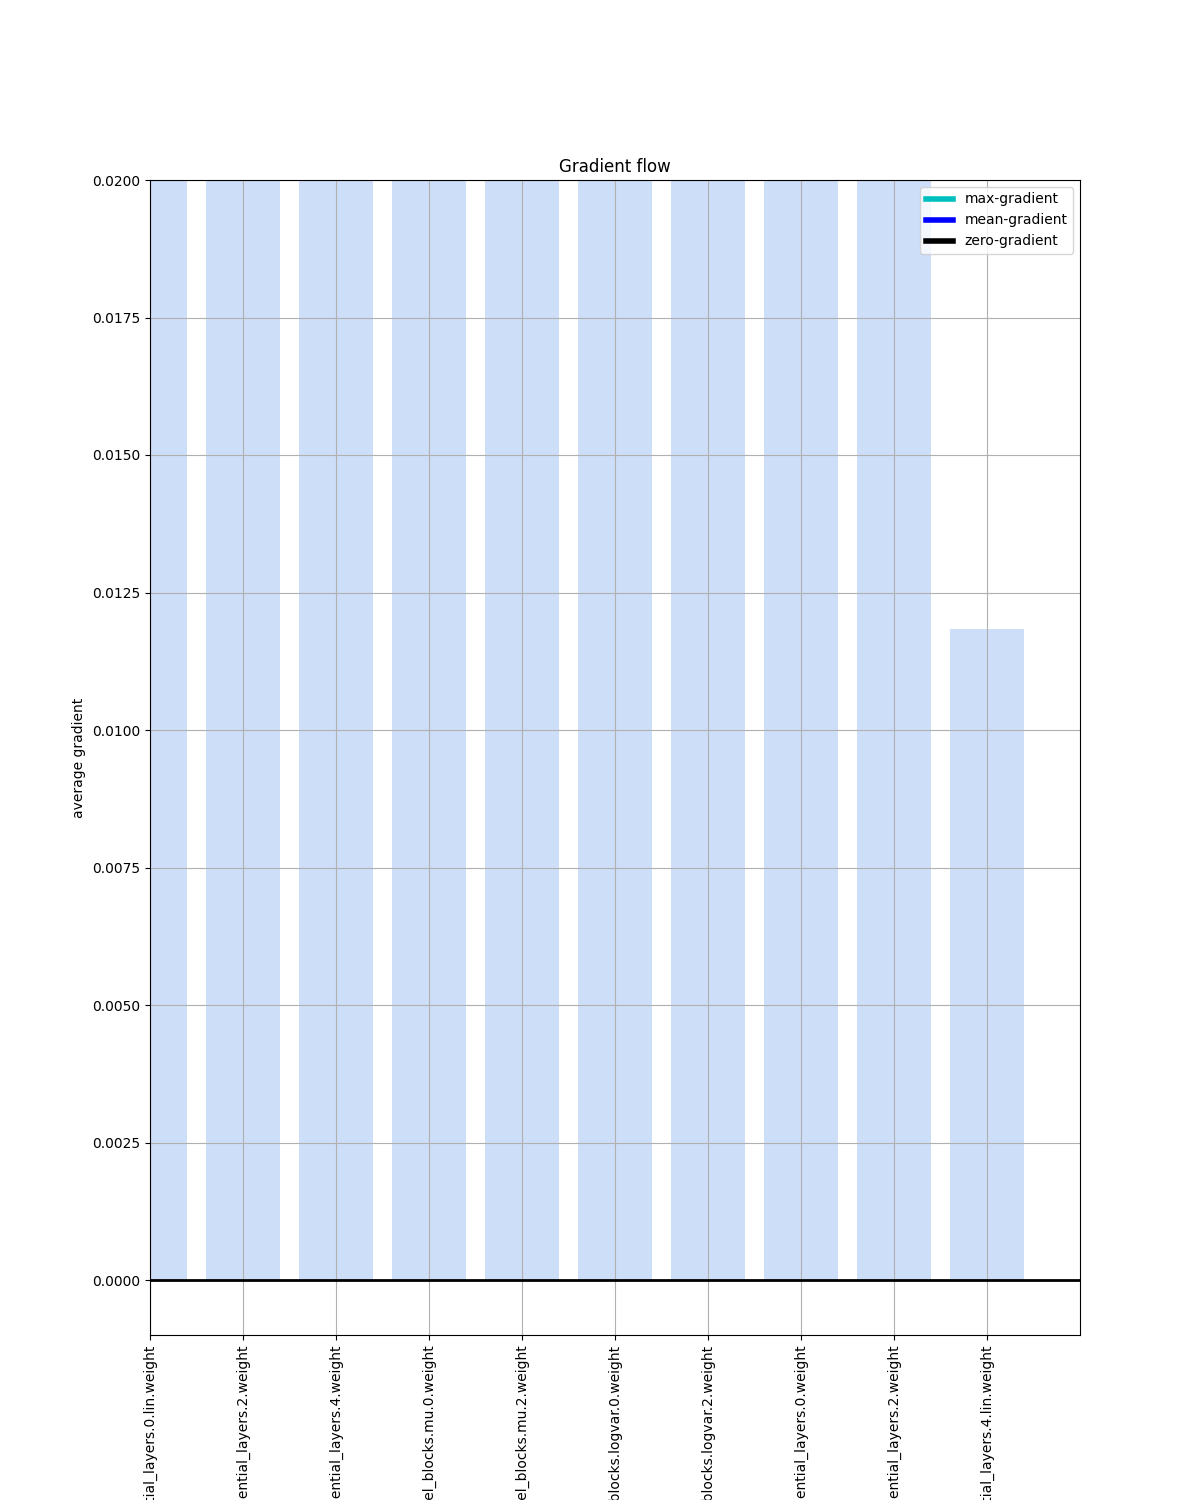 Gradient flow
max-gradient
mean-gradient
zero-gradient
0.0200
0.0175
0.0150
0.0125
0.0100
0.0075
0.0050
0.0025
0.0000
average gradient
tial_layers.0.lin.weight
ential_layers.2.weight
ential_layers.4.weight
el_blocks.mu.0.weight
el_blocks.mu.2.weight
blocks.logvar.0.weight
blocks.logvar.2.weight
ential_layers.0.weight
ential_layers.2.weight
tial_layers.4.lin.weight